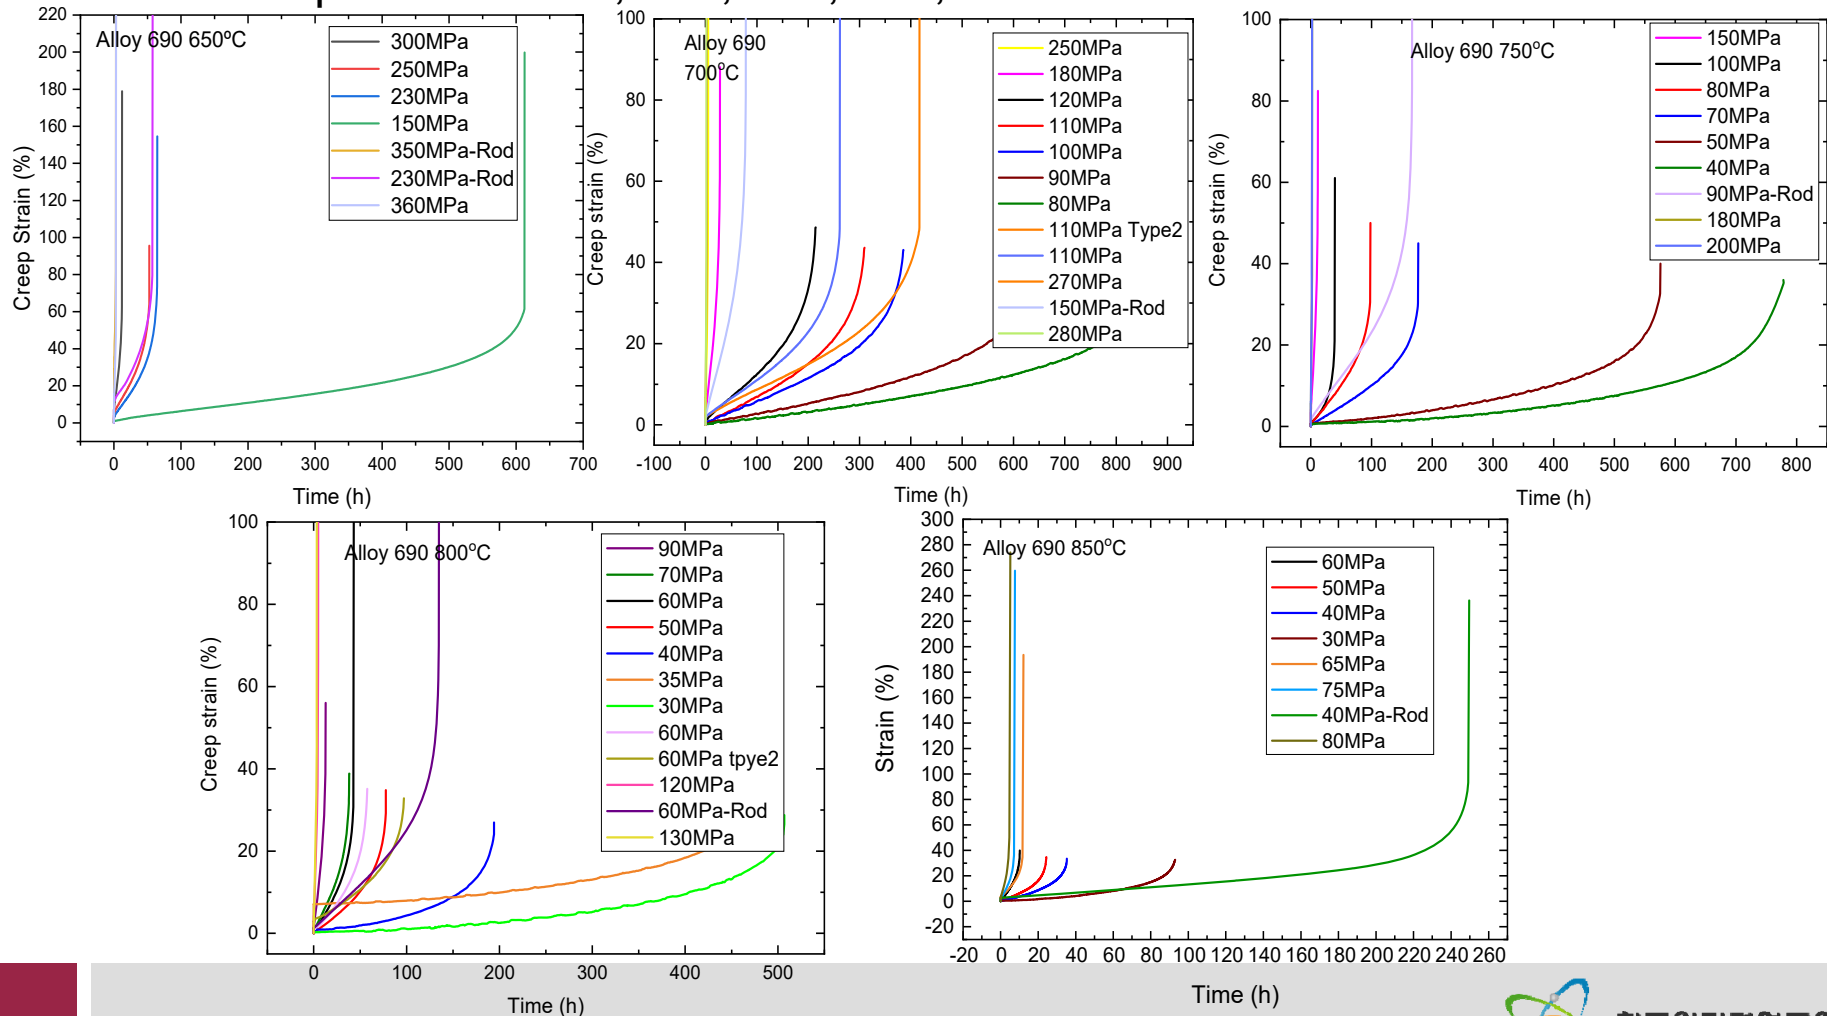 Alloy 690 650ºC
300MPa
250MPa
230MPa
150MPa
350MPa-Rod
230MPa-Rod
360MPa
220
200
180
160
140
120
100
80
60
40
20
0
Creep Strain (%)
0 100 200 300 400 500 600 700
Time (h)
Alloy 690
700ºC
250MPa
180MPa
120MPa
110MPa
100MPa
90MPa
80MPa
110MPa Type2
110MPa
270MPa
150MPa-Rod
280MPa
100
80
60
40
20
0
Creep strain (%)
-100 0 100 200 300 400 500 600 700 800 900
Time (h)
Alloy 690 750ºC
150MPa
100MPa
80MPa
70MPa
50MPa
40MPa
90MPa-Rod
180MPa
200MPa
100
80
60
40
20
0
Creep strain (%)
0 100 200 300 400 500 600 700 800
Time (h)
Alloy 690 800ºC
90MPa
70MPa
60MPa
50MPa
40MPa
35MPa
30MPa
60MPa
60MPa tpye2
120MPa
60MPa-Rod
130MPa
100
80
60
40
20
0
Creep strain (%)
0 100 200 300 400 500
Time (h)
Alloy 690 850ºC
60MPa
50MPa
40MPa
30MPa
65MPa
75MPa
40MPa-Rod
80MPa
300
280
260
240
220
200
180
160
140
120
100
80
60
40
20
0
-20
Strain (%)
-20 0 20 40 60 80 100 120 140 160 180 200 220 240 260
Time (h)